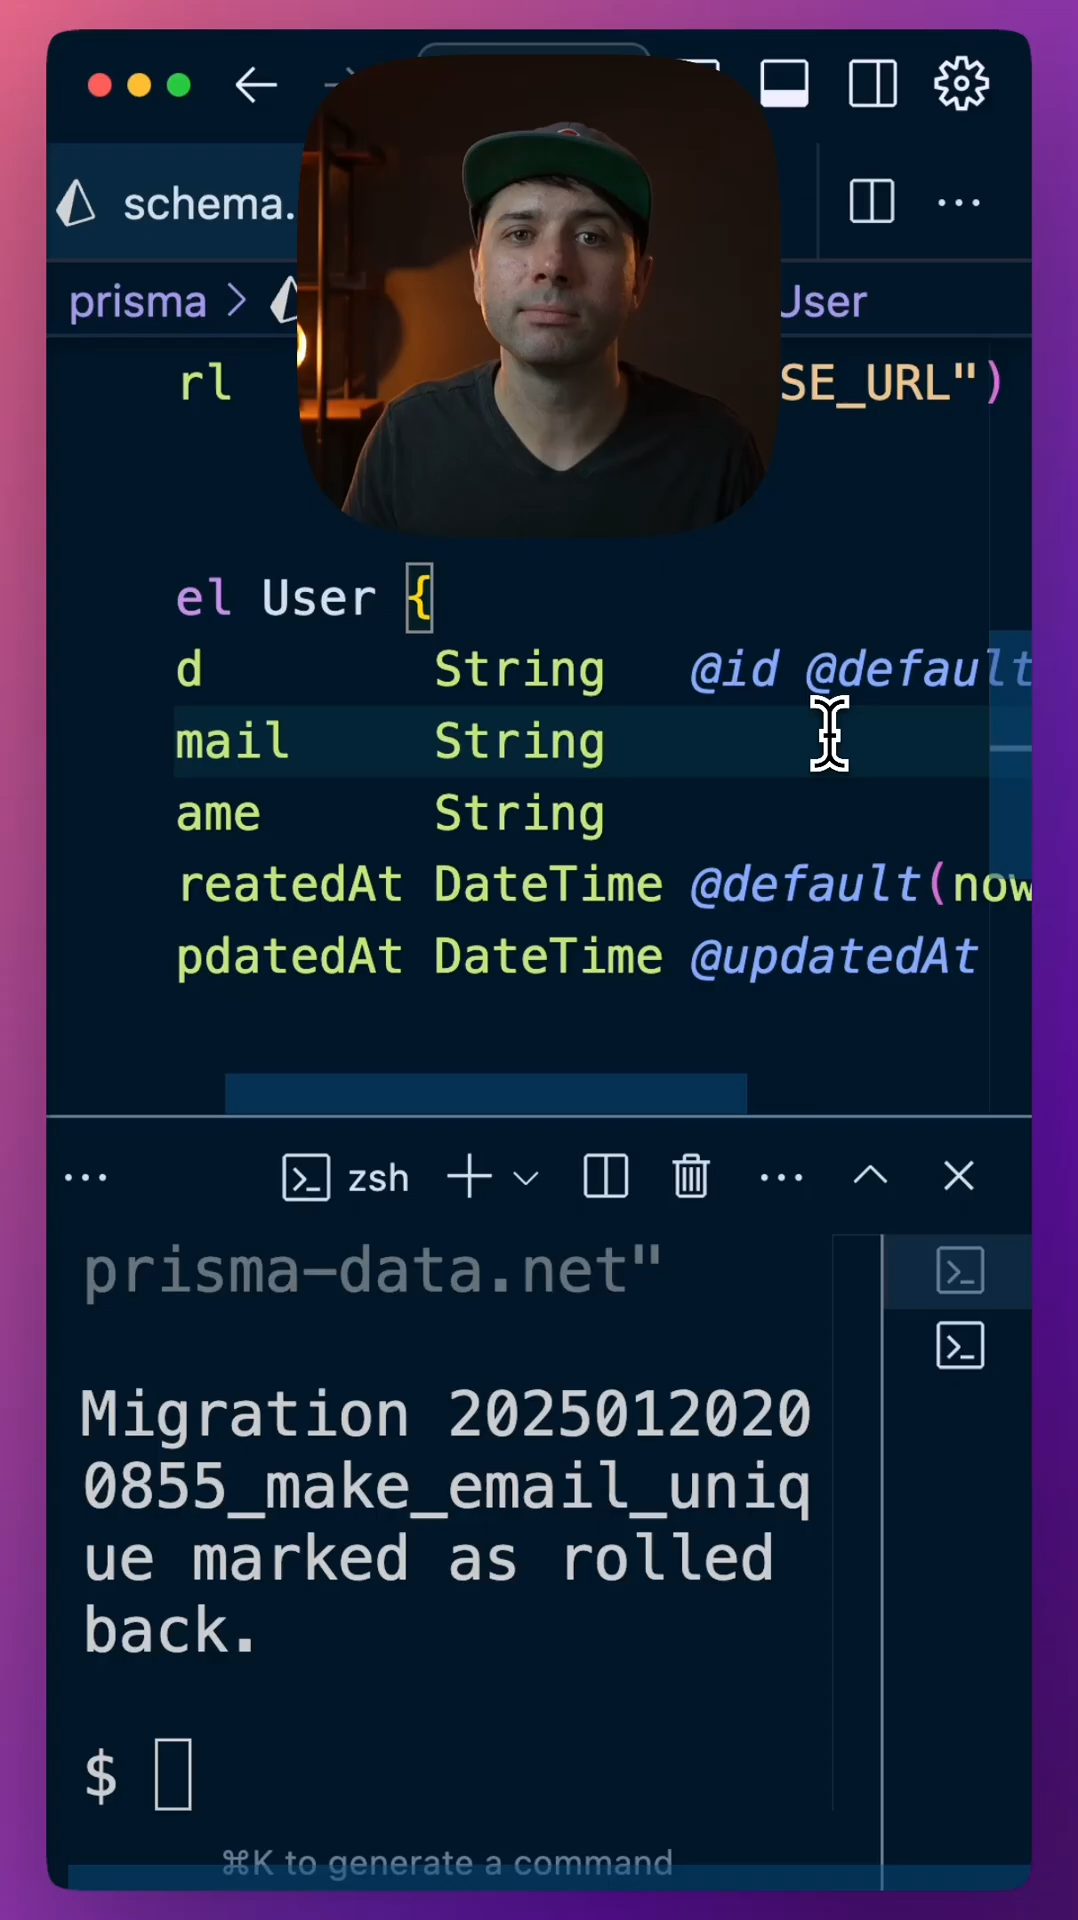 schema.
prisma > User
rl SE_URL")
el User {
d String @id @default
mail String
ame String
reatedAt DateTime @default(now
pdatedAt DateTime @updatedAt
... zsh
prisma-data.net"
Migration 2025012020
0855_make_email_uniq
ue marked as rolled
back.
$
⌘K to generate a command